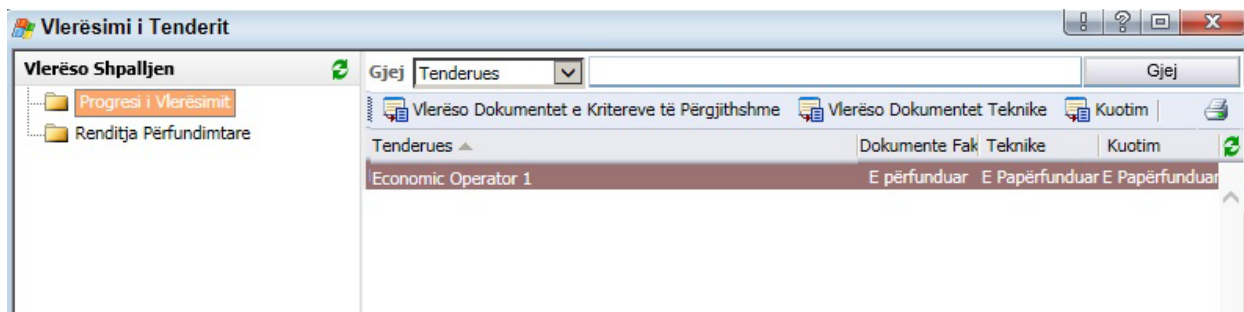 Vlerësimi i Tenderit
Vlerëso Shpalljen
Progresi i Vlerësimit
Renditja Përfundimtare
Gjej Tenderues Gjej
Vlerëso Dokumentet e Kritereve të Përgjithshme Vlerëso Dokumentet Teknike Kuotim
Tenderues Dokumente Fak Teknike Kuotim
Economic Operator 1 E përfunduar E Papërfunduar E Papërfunduar